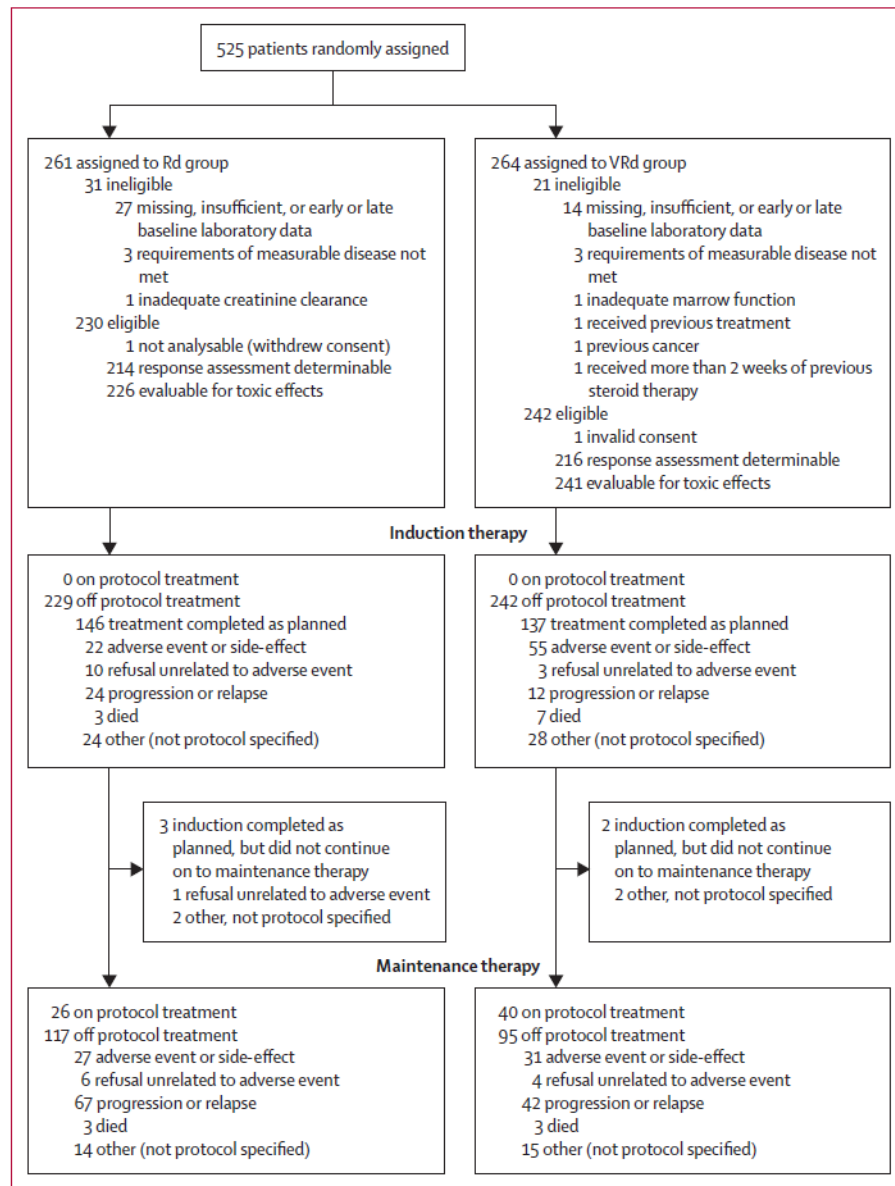 525 patients randomly assigned
261 assigned to Rd group
31 ineligible
27 missing, insufficient, or early or late
baseline laboratory data
3 requirements of measurable disease not
met
1 inadequate creatinine clearance
230 eligible
1 not analysable (withdrew consent)
214 response assessment determinable
226 evaluable for toxic effects
264 assigned to VRd group
21 ineligible
14 missing, insufficient, or early or late
baseline laboratory data
3 requirements of measurable disease not
met
1 inadequate marrow function
1 received previous treatment
1 previous cancer
1 received more than 2 weeks of previous
steroid therapy
242 eligible
1 invalid consent
216 response assessment determinable
241 evaluable for toxic effects
Induction therapy
0 on protocol treatment
229 off protocol treatment
146 treatment completed as planned
22 adverse event or side-effect
10 refusal unrelated to adverse event
24 progression or relapse
3 died
24 other (not protocol specified)
0 on protocol treatment
242 off protocol treatment
137 treatment completed as planned
55 adverse event or side-effect
3 refusal unrelated to adverse event
12 progression or relapse
7 died
28 other (not protocol specified)
3 induction completed as
planned, but did not continue
on to maintenance therapy
1 refusal unrelated to adverse event
2 other, not protocol specified
2 induction completed as
planned, but did not continue
on to maintenance therapy
2 other, not protocol specified
Maintenance therapy
26 on protocol treatment
117 off protocol treatment
27 adverse event or side-effect
6 refusal unrelated to adverse event
67 progression or relapse
3 died
14 other (not protocol specified)
40 on protocol treatment
95 off protocol treatment
31 adverse event or side-effect
4 refusal unrelated to adverse event
42 progression or relapse
3 died
15 other (not protocol specified)